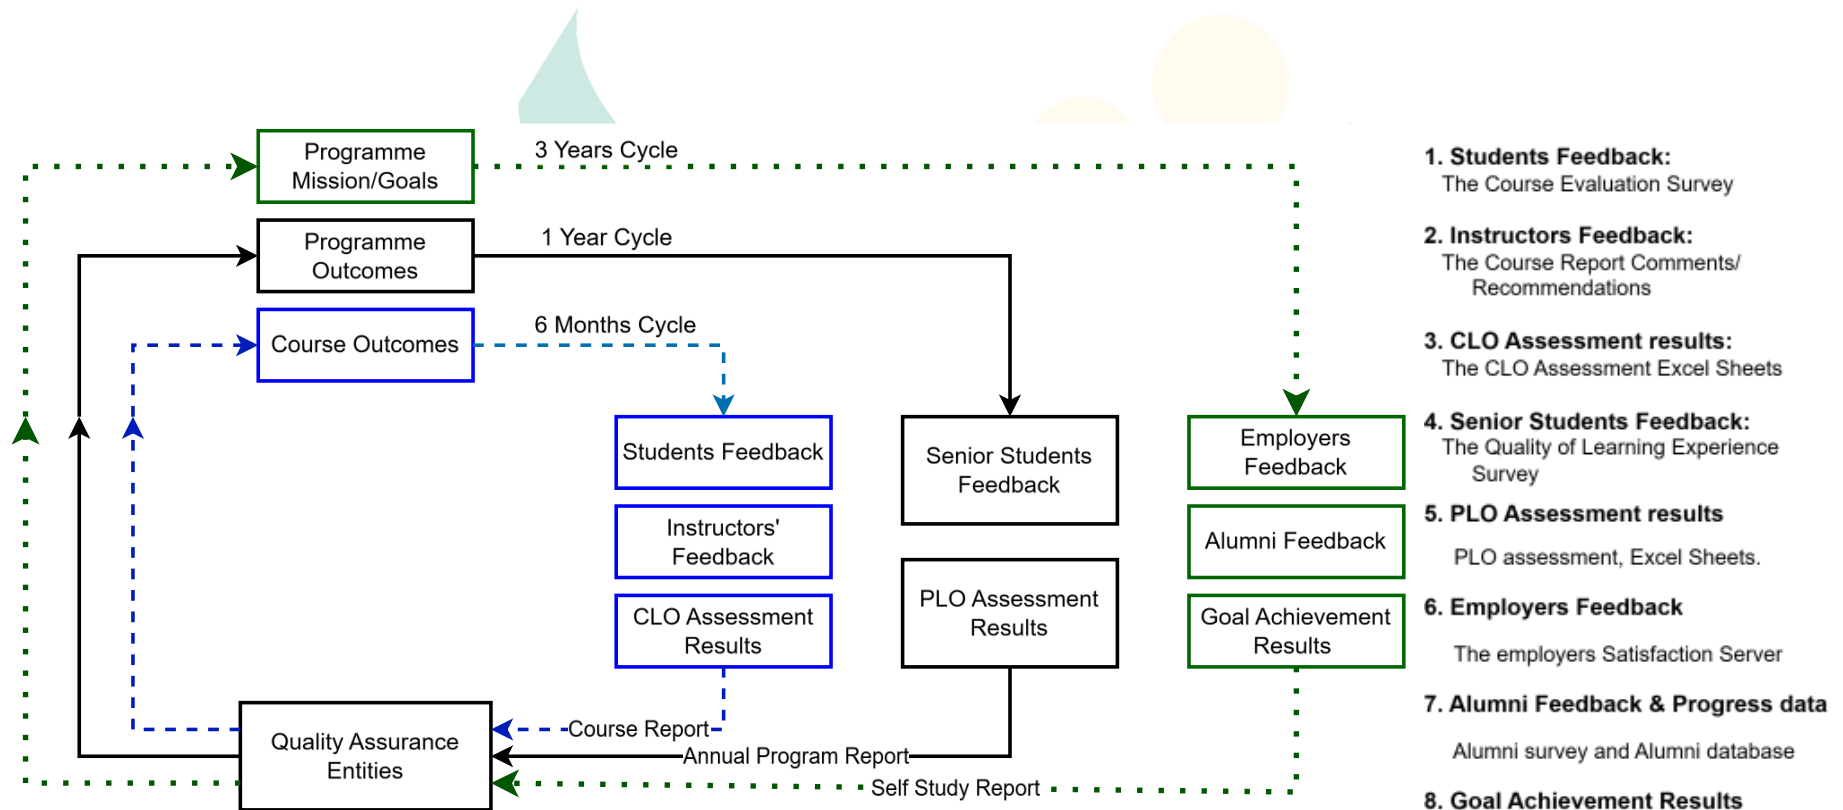 Programme
Mission/Goals
3 Years Cycle
Programme
Outcomes
1 Year Cycle
Course Outcomes
6 Months Cycle
Students Feedback
Instructors'
Feedback
CLO Assessment
Results
Senior Students
Feedback
PLO Assessment
Results
Employers
Feedback
Alumni Feedback
Goal Achievement
Results
Quality Assurance
Entities
Course Report
Annual Program Report
Self Study Report
1. Students Feedback:
The Course Evaluation Survey
2. Instructors Feedback:
The Course Report Comments/
Recommendations
3. CLO Assessment results:
The CLO Assessment Excel Sheets
4. Senior Students Feedback:
The Quality of Learning Experience
Survey
5. PLO Assessment results
PLO assessment, Excel Sheets.
6. Employers Feedback
The employers Satisfaction Server
7. Alumni Feedback & Progress data
Alumni survey and Alumni database
8. Goal Achievement Results